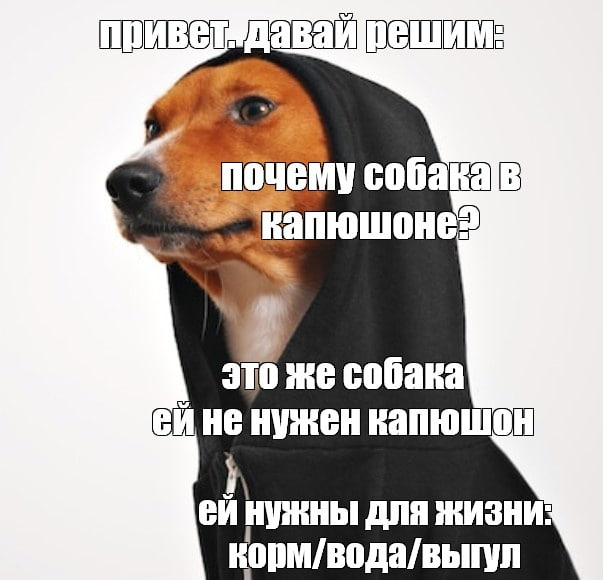 привет. давай решим:
почему собака в
капюшоне?
это же собака
ей не нужен капюшон
ей нужны для жизни:
корм/вода/выгул